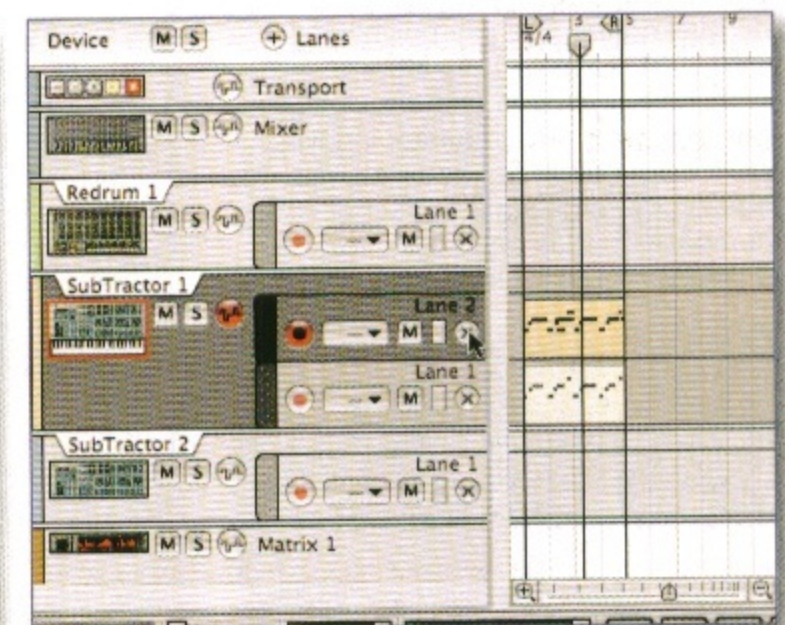 Device M S + Lanes
L 3 R 5 7 9
4/4
Transport
M S Mixer
Redrum 1
Lane 1
M S M X
SubTractor 1
Lane 2
M S M X
Lane 1
M X
SubTractor 2
Lane 1
M S M X
M S Matrix 1